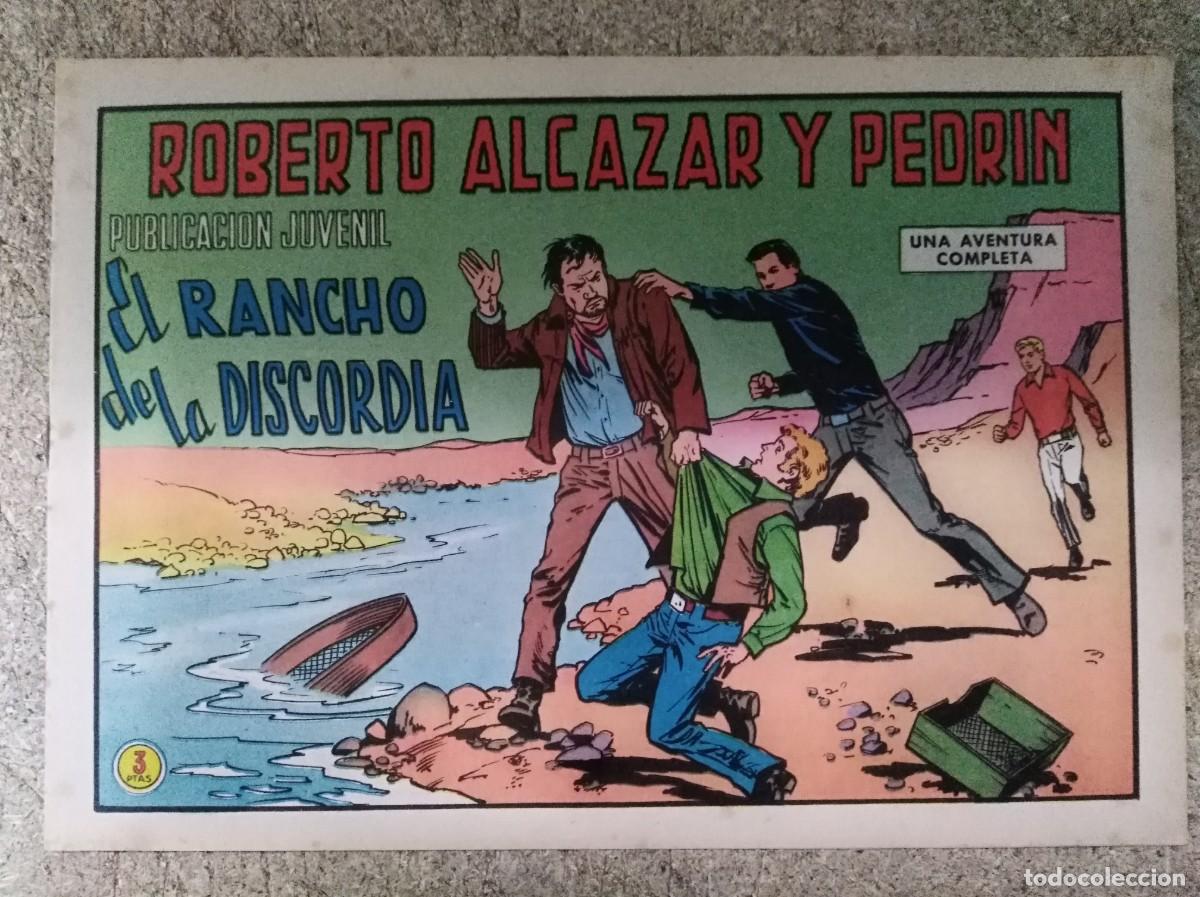 ROBERTO ALCAZAR Y PEDRIN
PUBLICACION JUVENIL
UNA AVENTURA
COMPLETA
El RANCHO
de la DISCORDIA
3
PTAS
todocoleccion